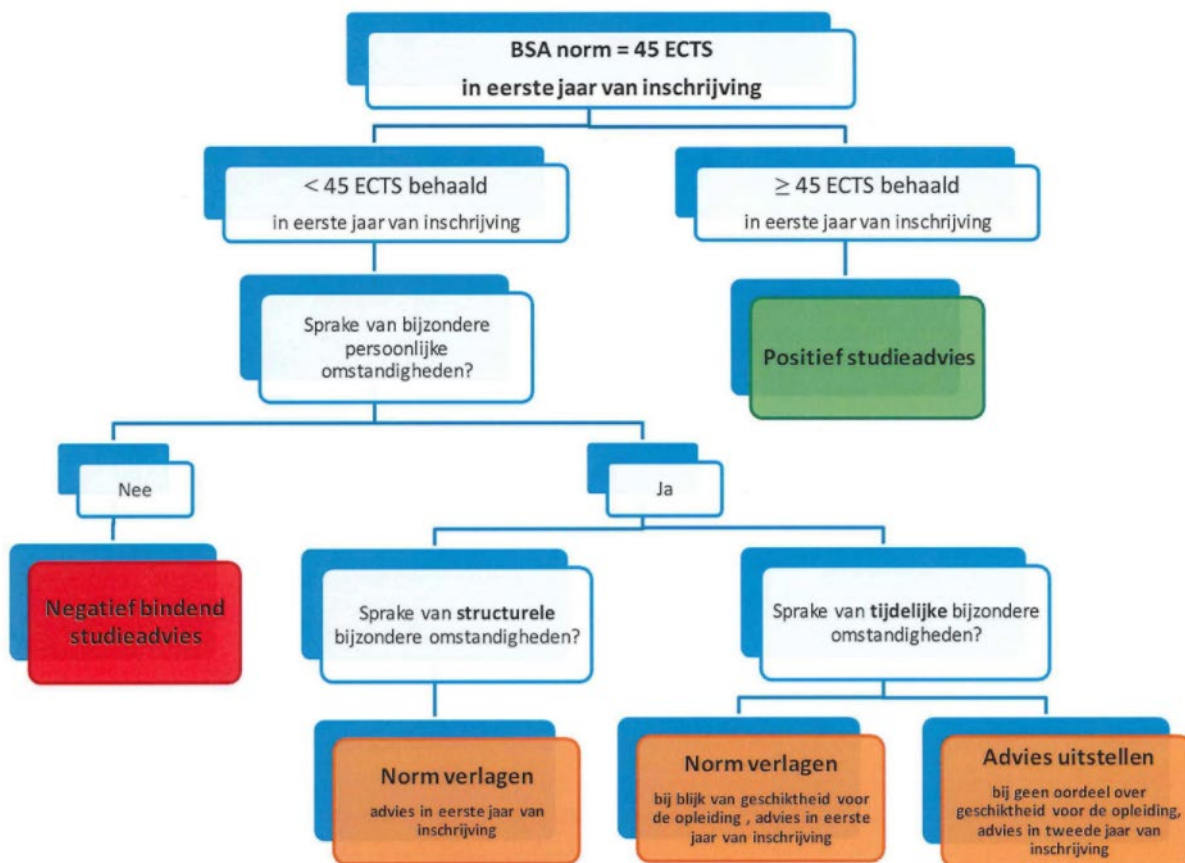 BSA norm = 45 ECTS
in eerste jaar van inschrijving
< 45 ECTS behaald
in eerste jaar van inschrijving
≥ 45 ECTS behaald
in eerste jaar van inschrijving
Sprake van bijzondere
persoonlijke
omstandigheden?
Positief studieadvies
Nee
Ja
Negatief bindend
studieadvies
Sprake van structurele
bijzondere omstandigheden?
Sprake van tijdelijke bijzondere
omstandigheden?
Norm verlagen
advies in eerste jaar van
inschrijving
Norm verlagen
bij blijk van geschiktheid voor
de opleiding , advies in eerste
jaar van inschrijving
Advies uitstellen
bij geen oordeel over
geschiktheid voor de opleiding,
advies in tweede jaar van
inschrijving